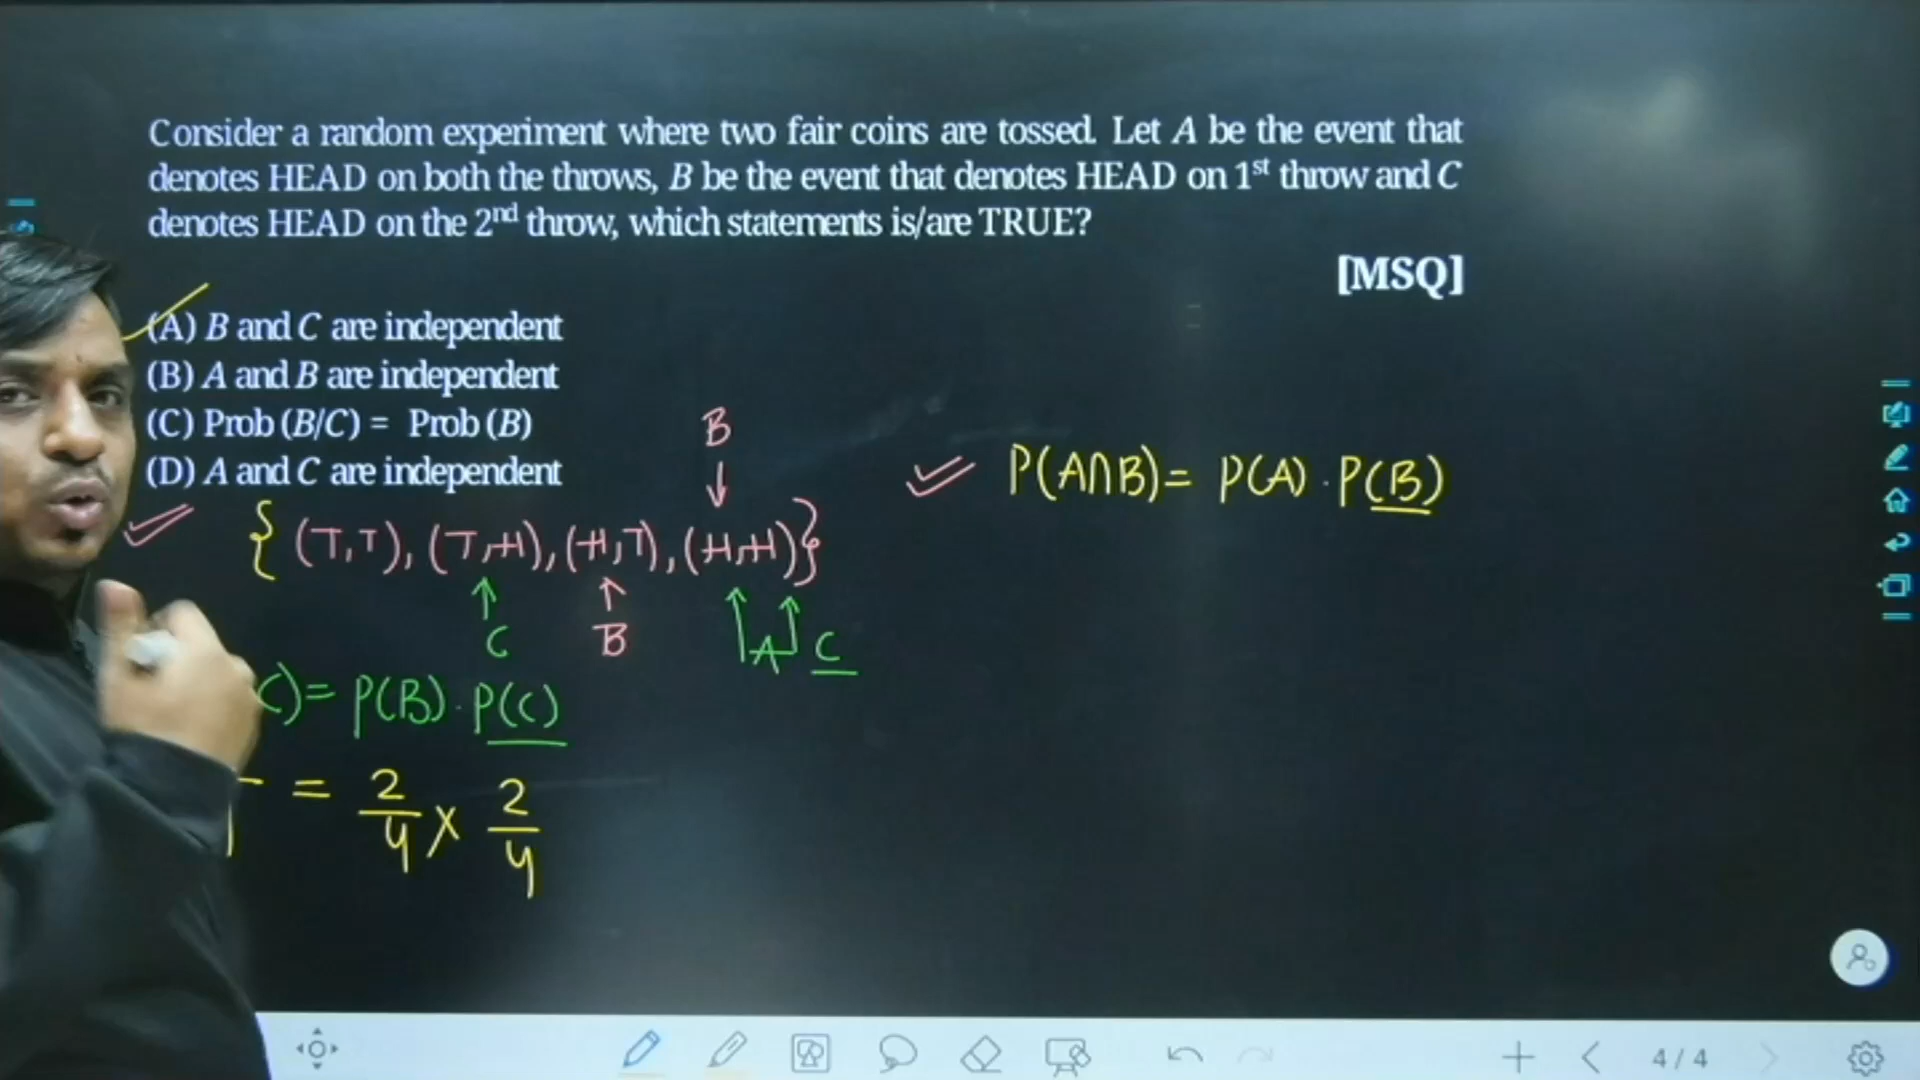 Consider a random experiment where two fair coins are tossed. Let A be the event that
denotes HEAD on both the throws, B be the event that denotes HEAD on 1st throw and C
denotes HEAD on the 2nd throw, which statements is/are TRUE?
[MSQ]
(A) B and C are independent
(B) A and B are independent
(C) Prob (B/C) = Prob (B)
(D) A and C are independent
B
P(A∩B) = P(A) . P(B)
{ (T,T), (T,H), (H,T), (H,H) }
C B A C
C) = P(B) . P(C)
= 2/4 × 2/4
4 / 4